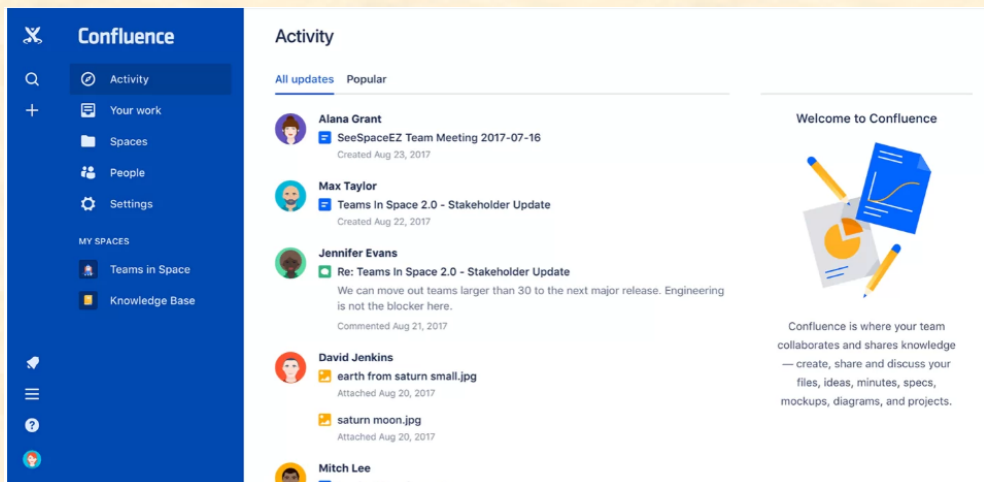 Confluence
Activity
Your work
Spaces
People
Settings
MY SPACES
Teams in Space
Knowledge Base
Activity
All updates
Popular
Alana Grant
SeeSpaceEZ Team Meeting 2017-07-16
Created Aug 23, 2017
Max Taylor
Teams In Space 2.0 - Stakeholder Update
Created Aug 22, 2017
Jennifer Evans
Re: Teams In Space 2.0 - Stakeholder Update
We can move out teams larger than 30 to the next major release. Engineering
is not the blocker here.
Commented Aug 21, 2017
David Jenkins
earth from saturn small.jpg
Attached Aug 20, 2017
saturn moon.jpg
Attached Aug 20, 2017
Mitch Lee
Welcome to Confluence
Confluence is where your team
collaborates and shares knowledge
— create, share and discuss your
files, ideas, minutes, specs,
mockups, diagrams, and projects.